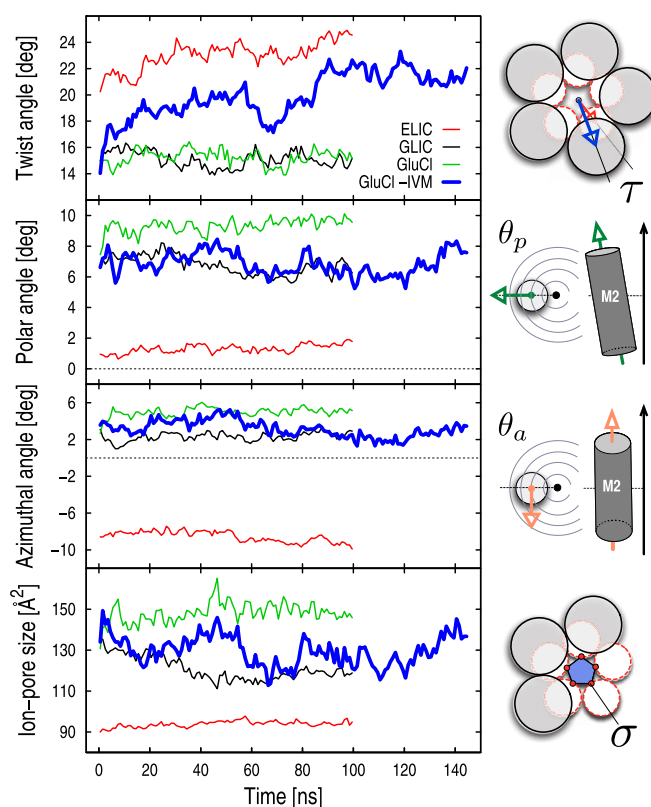 Twist angle [deg]
24
22
20
18
16
14
ELIC
GLIC
GluCl
GluCl -IVM
τ
Polar angle [deg]
10
8
6
4
2
0
θp
M2
Azimuthal angle [deg]
6
2
−2
−6
−10
θa
M2
Ion-pore size [Å²]
150
130
110
90
σ
0 20 40 60 80 100 120 140
Time [ns]